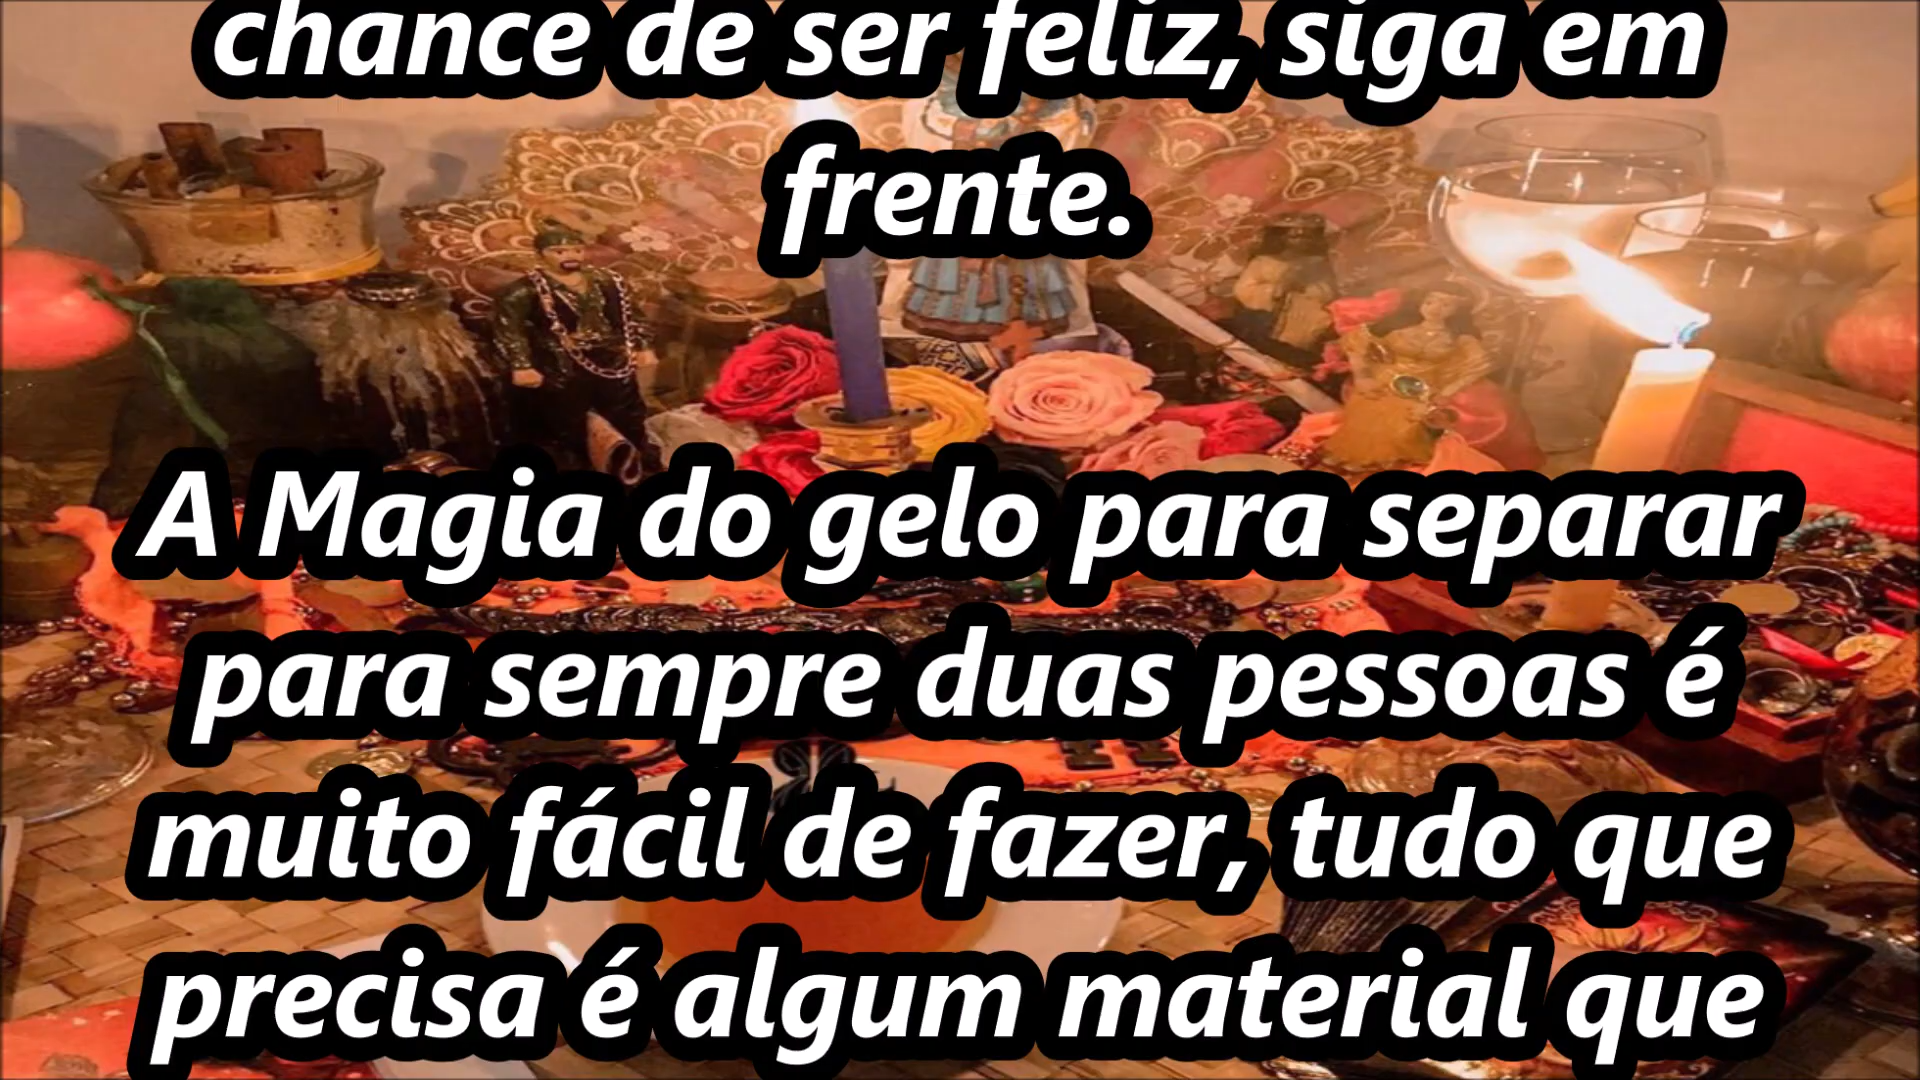 chance de ser feliz, siga em
frente.
A Magia do gelo para separar
para sempre duas pessoas é
muito fácil de fazer, tudo que
precisa é algum material que